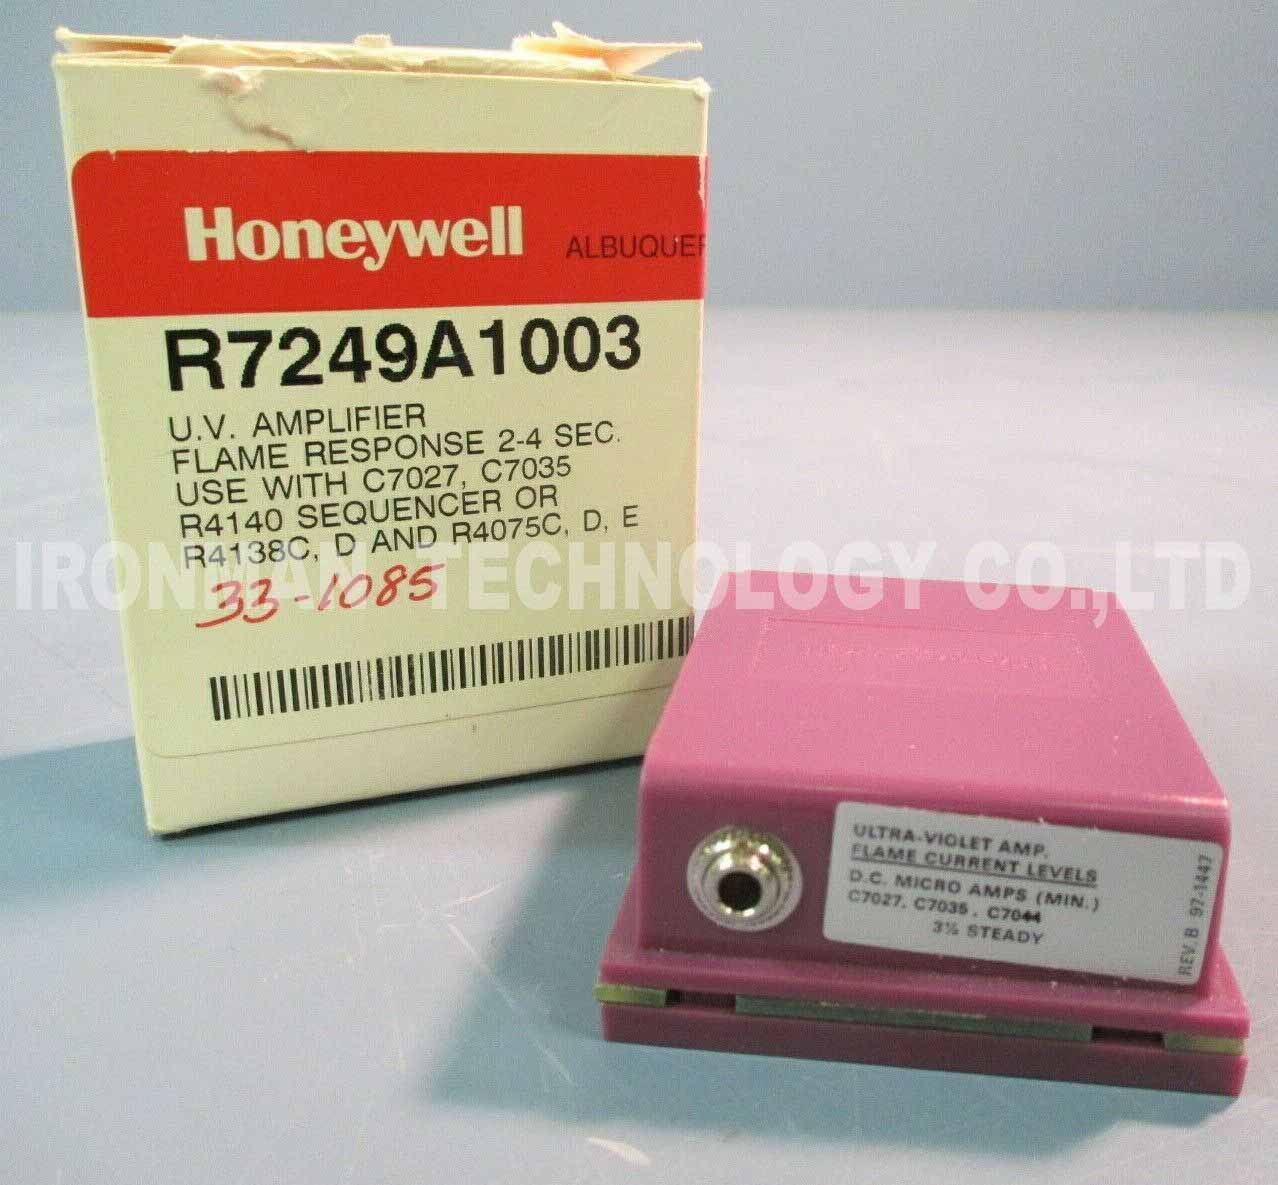 Honeywell ALBUQUER
R7249A1003
U.V. AMPLIFIER
FLAME RESPONSE 2-4 SEC.
USE WITH C7027, C7035
R4140 SEQUENCER OR
R4138C, D AND R4075C, D, E
33-1085
IRONMAN TECHNOLOGY CO.,LTD
ULTRA-VIOLET AMP.
FLAME CURRENT LEVELS
D.C. MICRO AMPS (MIN.)
C7027, C7035, C7044
3½ STEADY
REV.B 97-1447